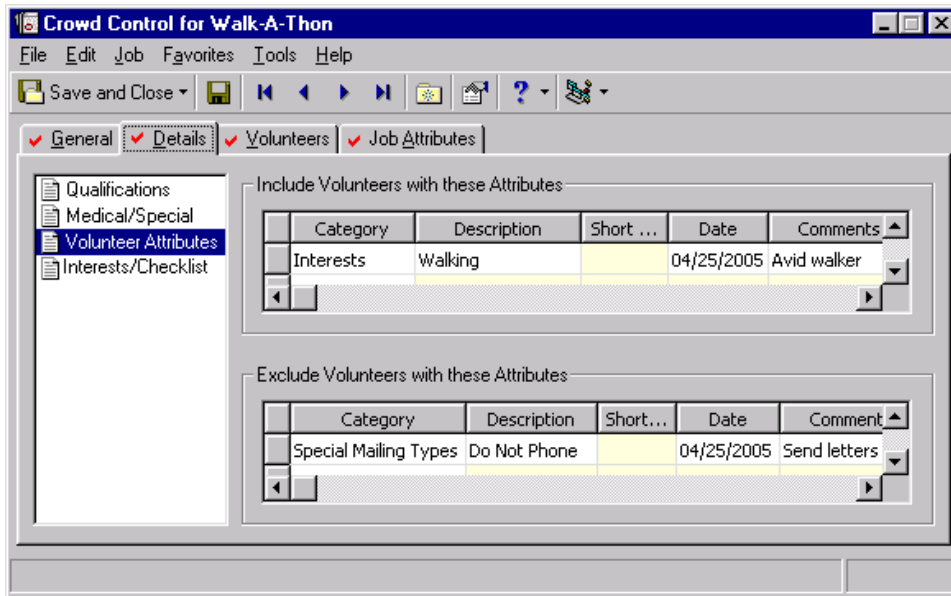 Crowd Control for Walk-A-Thon
File Edit Job Favorites Tools Help
Save and Close
General Details Volunteers Job Attributes
Qualifications
Medical/Special
Volunteer Attributes
Interests/Checklist
Include Volunteers with these Attributes
Category Description Short ... Date Comments
Interests Walking 04/25/2005 Avid walker
Exclude Volunteers with these Attributes
Category Description Short... Date Comment
Special Mailing Types Do Not Phone 04/25/2005 Send letters